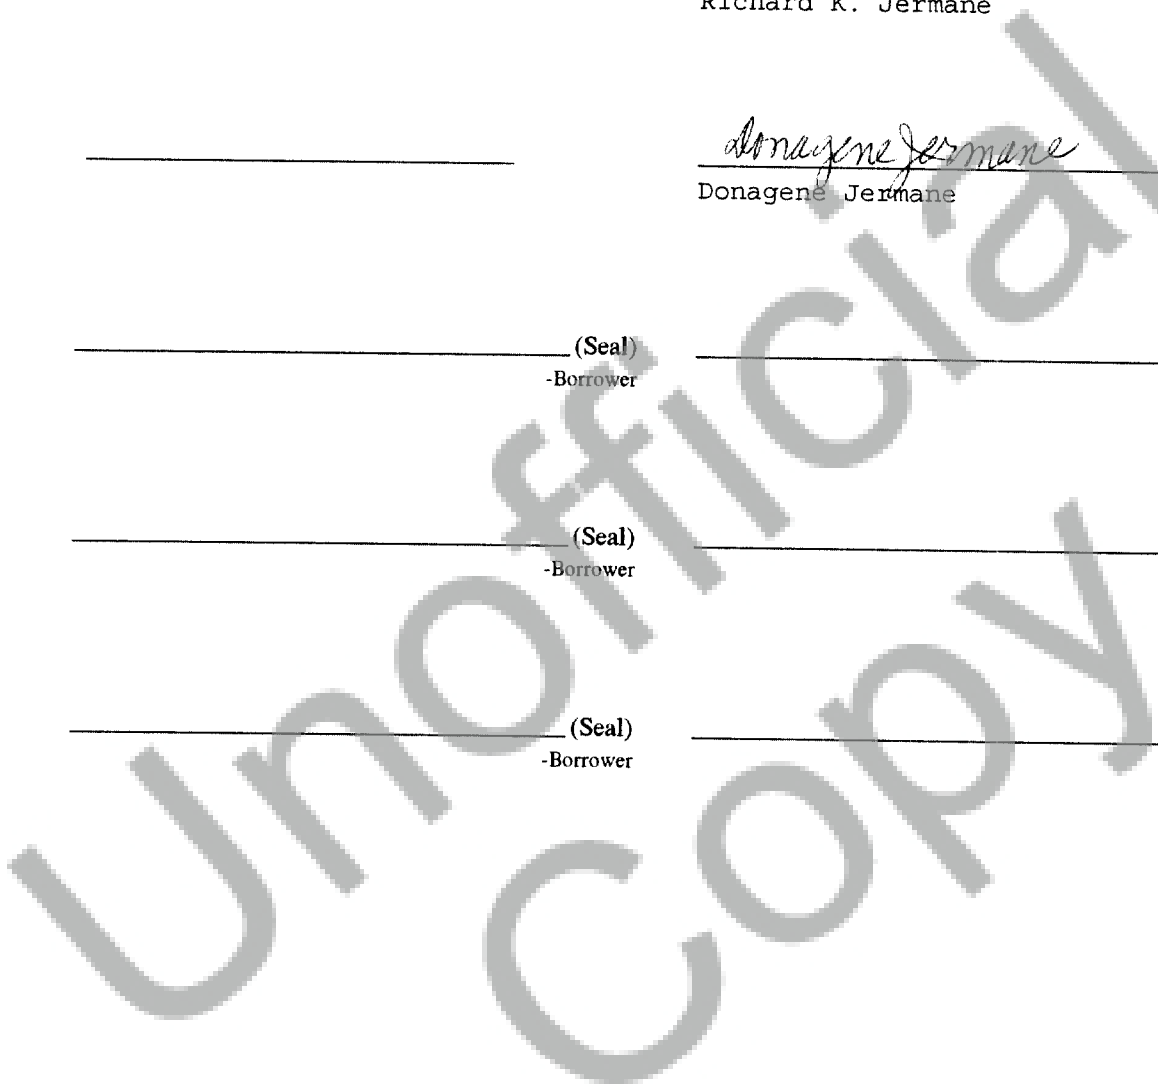 Richard K. Jermane
Donagene Jermane
Donagene Jermane
(Seal)
-Borrower
(Seal)
-Borrower
(Seal)
-Borrower
Unofficial
Copy